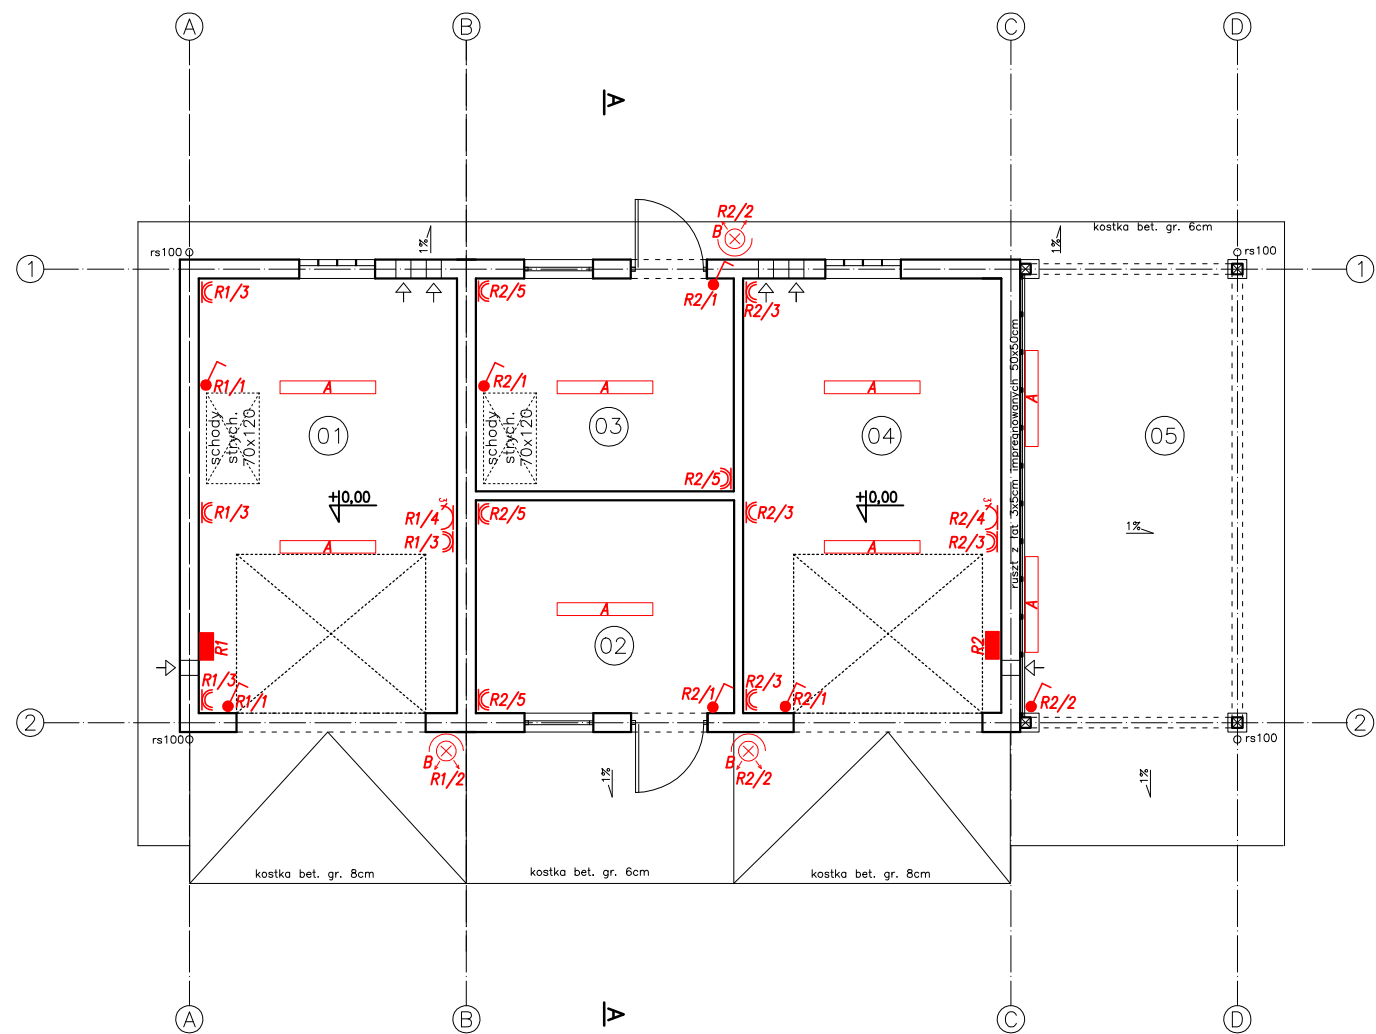 A
B
C
D
A
R2/2
B
kostka bet. gr. 6cm
1%
1%
rs100
rs100
1
1
R1/3
R2/5
R2/1
R2/3
R1/1
A
R2/1
A
A
A
schody
strych.
70x120
01
schody
strych.
70x120
03
04
05
ruszt z łat 3x5cm impregnowanych 50x50cm
R2/5
+0,00
+0,00
R1/3
3x
R1/4
R1/3
R2/5
R2/3
3x
R2/4
R2/3
1%
A
A
A
A
02
R1
R2
R1/3
R1/1
R2/5
R2/1
R2/3
R2/1
R2/2
2
2
rs100
rs100
B
R1/2
B
R2/2
1%
1%
kostka bet. gr. 8cm
kostka bet. gr. 6cm
kostka bet. gr. 8cm
A
A
B
C
D